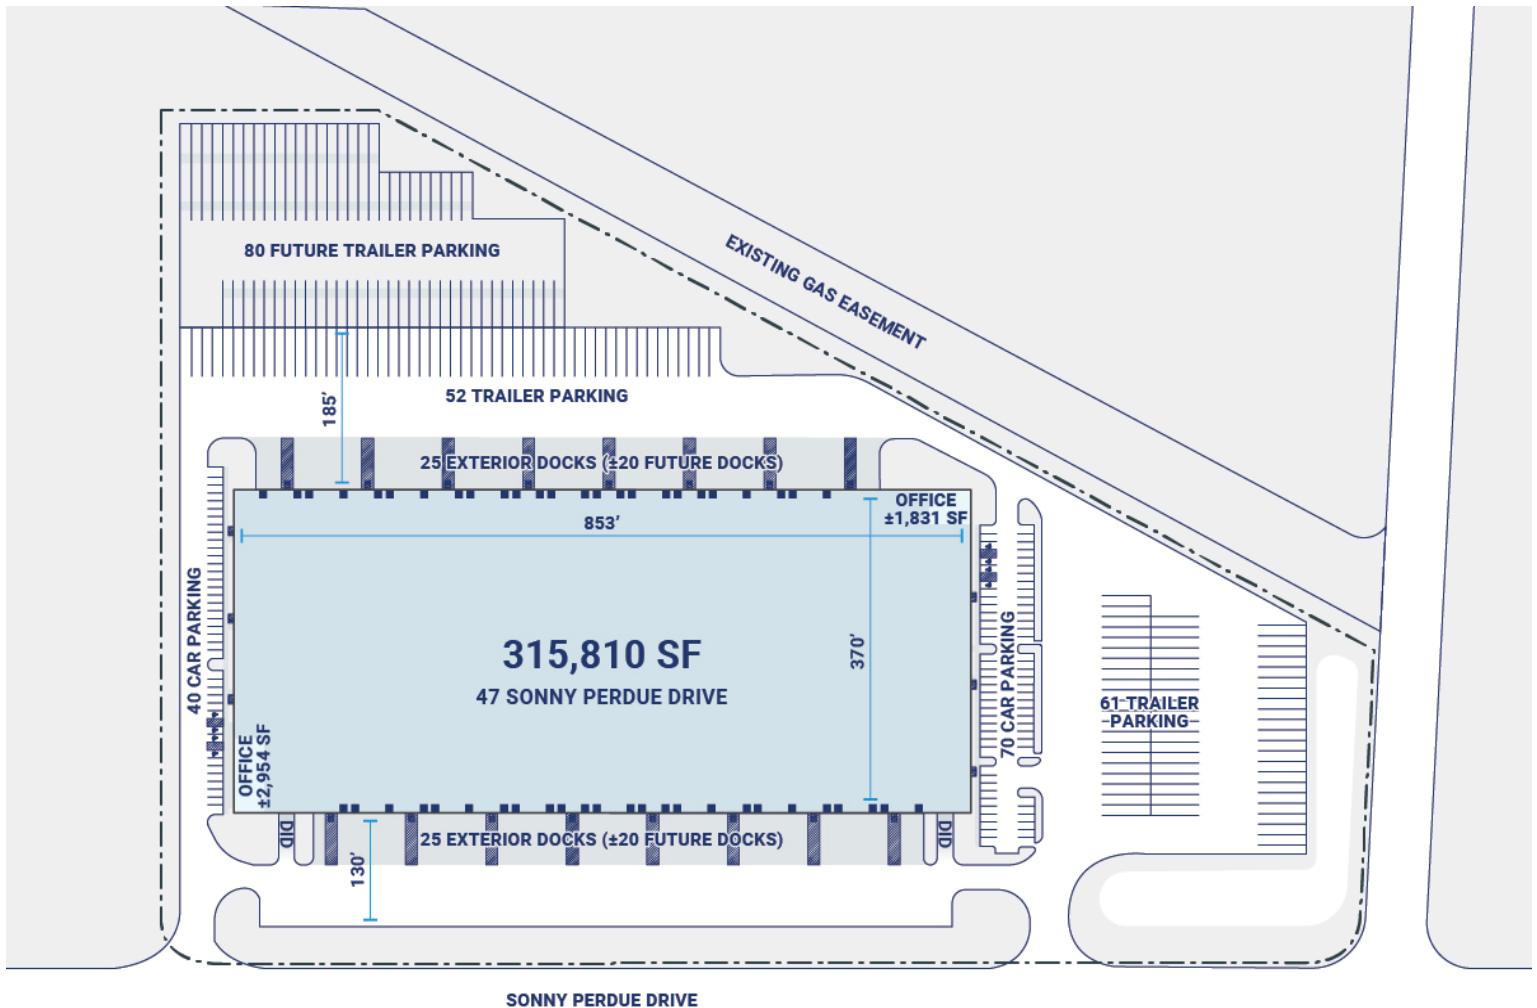 80 FUTURE TRAILER PARKING
EXISTING GAS EASEMENT
52 TRAILER PARKING
185’
25 EXTERIOR DOCKS (±20 FUTURE DOCKS)
OFFICE
±1,831 SF
853’
40 CAR PARKING
315,810 SF
47 SONNY PERDUE DRIVE
370’
70 CAR PARKING
61 TRAILER
PARKING
OFFICE
±2,954 SF
DID
25 EXTERIOR DOCKS (±20 FUTURE DOCKS)
DID
130’
SONNY PERDUE DRIVE